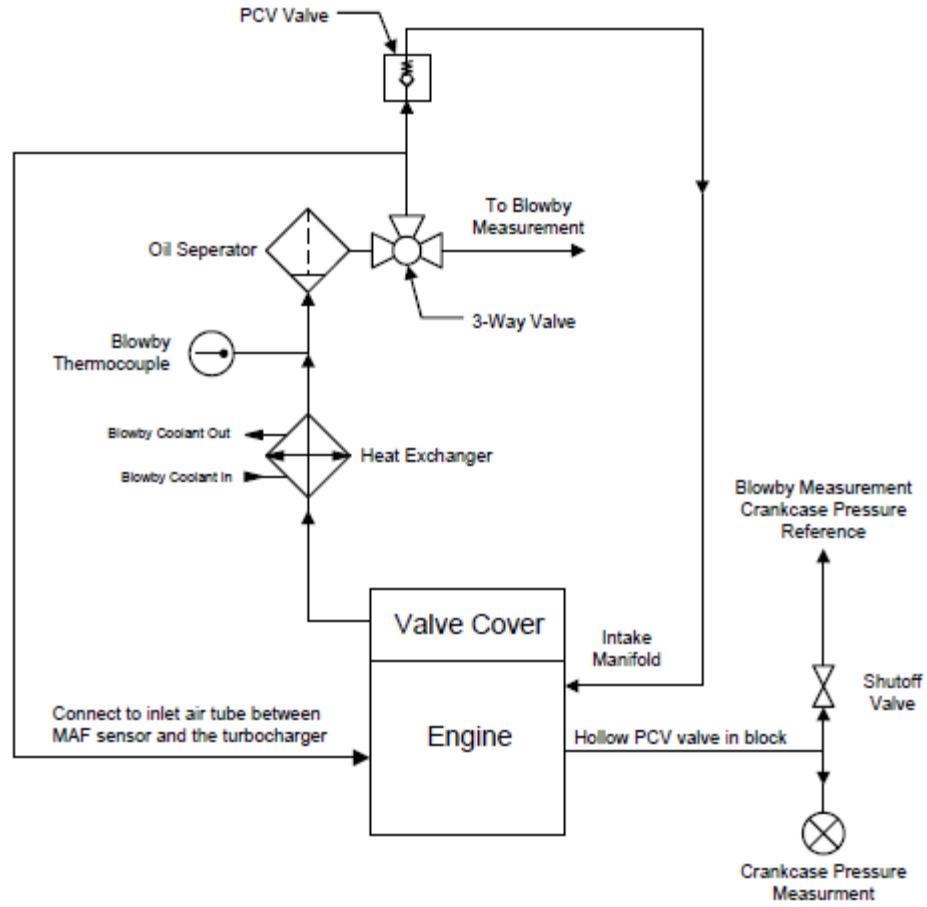 PCV Valve
To Blowby
Measurement
Oil Seperator
3-Way Valve
Blowby
Thermocouple
Blowby Coolant Out
Heat Exchanger
Blowby Coolant In
Blowby Measurement
Crankcase Pressure
Reference
Valve Cover
Intake
Manifold
Shutoff
Valve
Connect to inlet air tube between
MAF sensor and the turbocharger
Engine
Hollow PCV valve in block
Crankcase Pressure
Measurment